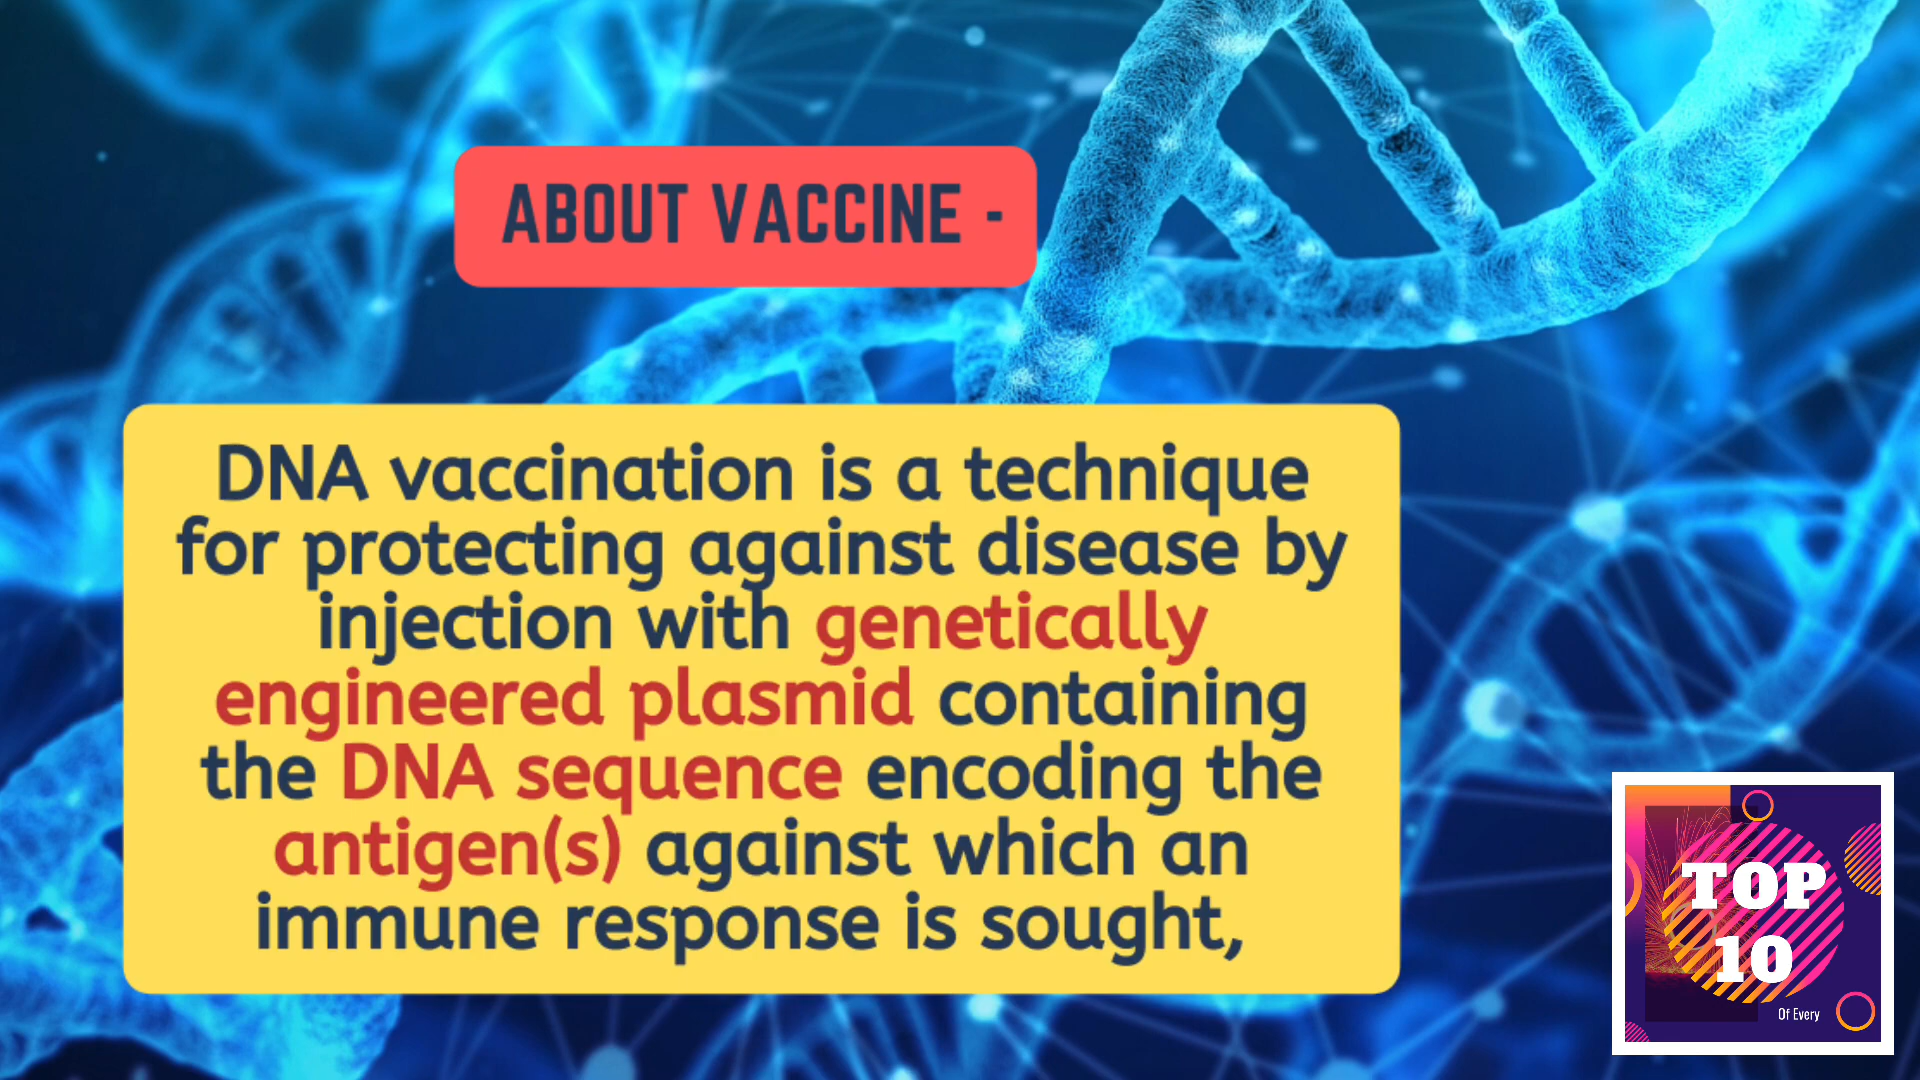 ABOUT VACCINE -
DNA vaccination is a technique
for protecting against disease by
injection with genetically
engineered plasmid containing
the DNA sequence encoding the
antigen(s) against which an
immune response is sought,
TOP
10
Of Every